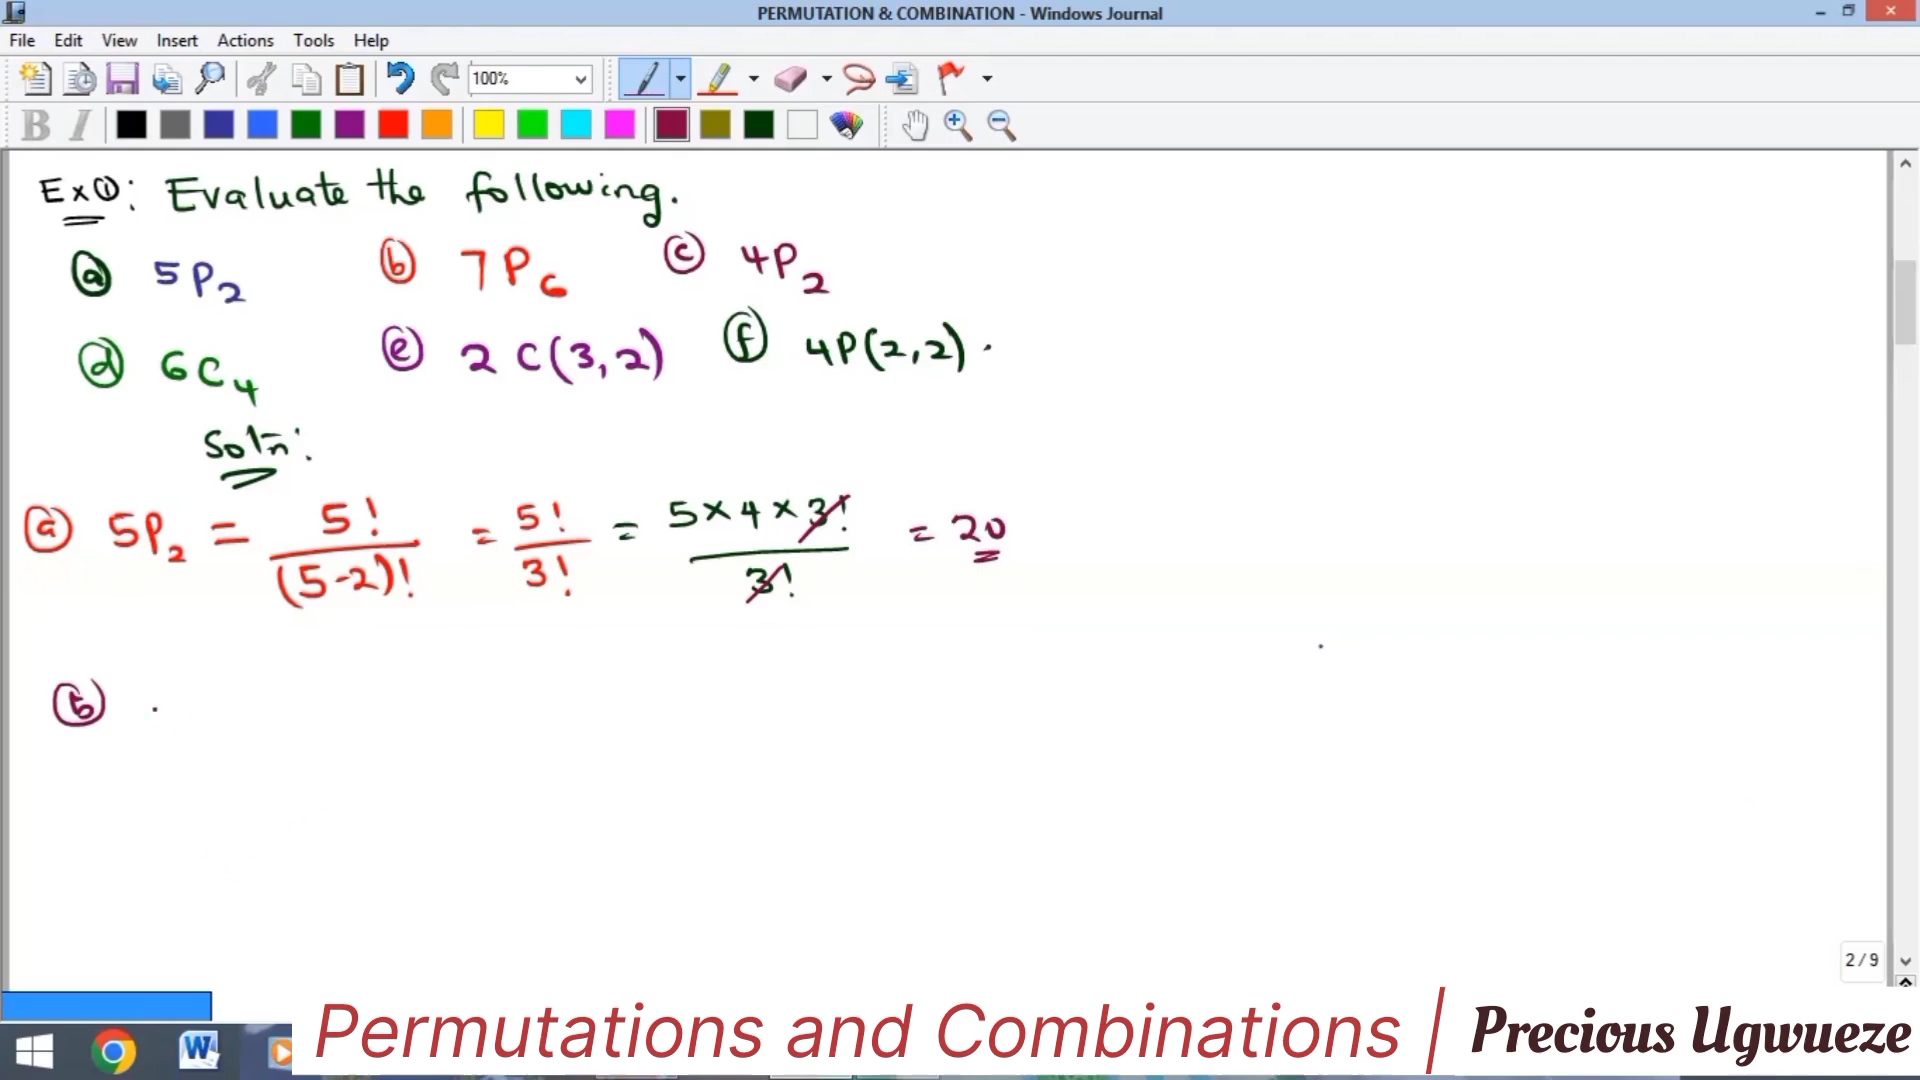 PERMUTATION & COMBINATION - Windows Journal
File Edit View Insert Actions Tools Help
100%
B I
Ex①: Evaluate the following.
ⓐ 5P₂ ⓑ 7P₆ ⓒ 4P₂
ⓓ 6C₄ ⓔ 2C(3,2) ⓕ 4P(2,2).
Soln:
ⓐ 5P₂ = 5!/(5-2)! = 5!/3! = 5×4×3!/3! = 20
ⓑ .
2/9
Permutations and Combinations | Precious Ugwueze